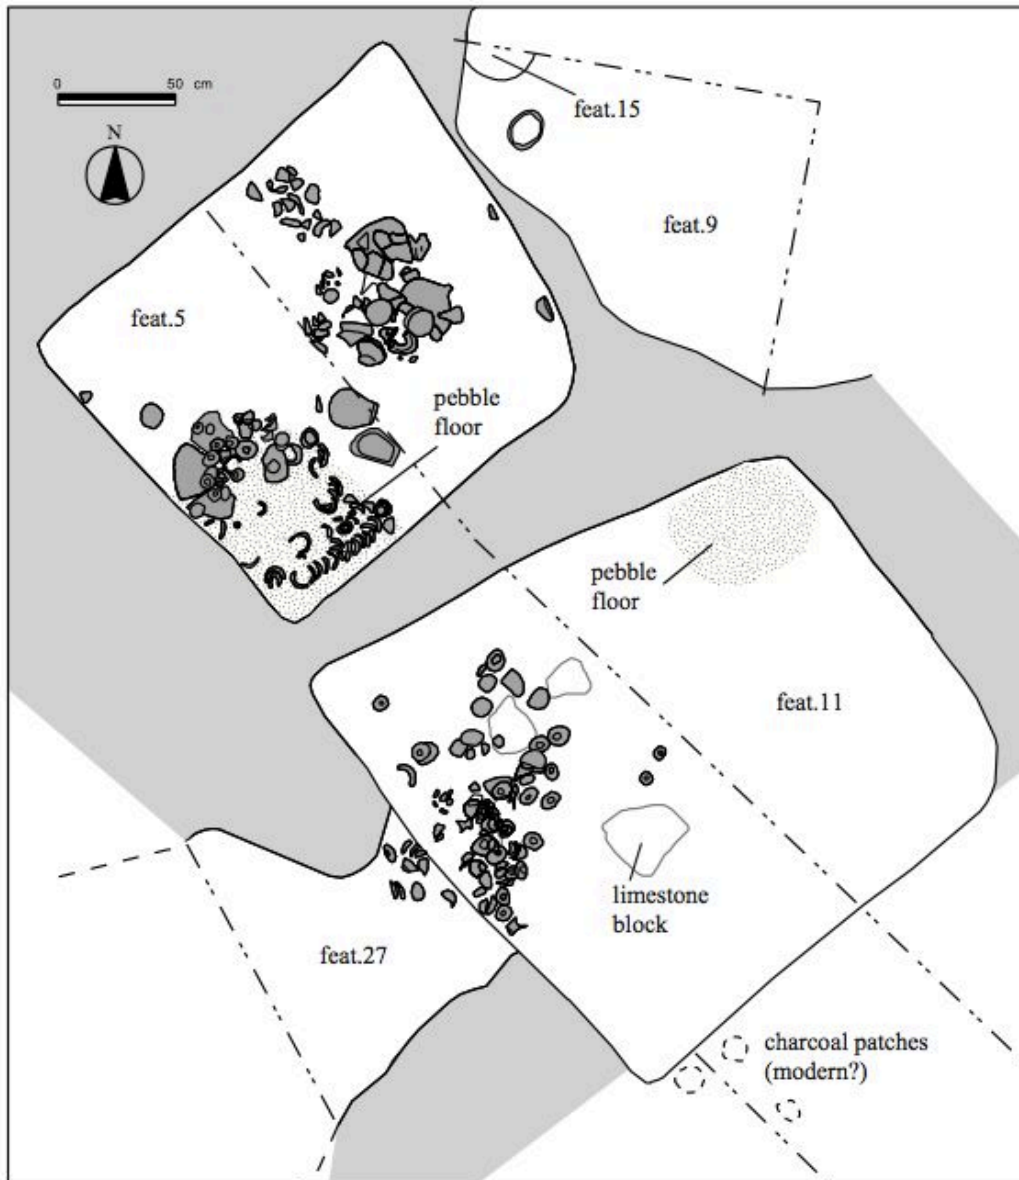 0 50 cm
N
feat.15
feat.9
feat.5
pebble
floor
pebble
floor
feat.11
limestone
block
feat.27
charcoal patches
(modern?)